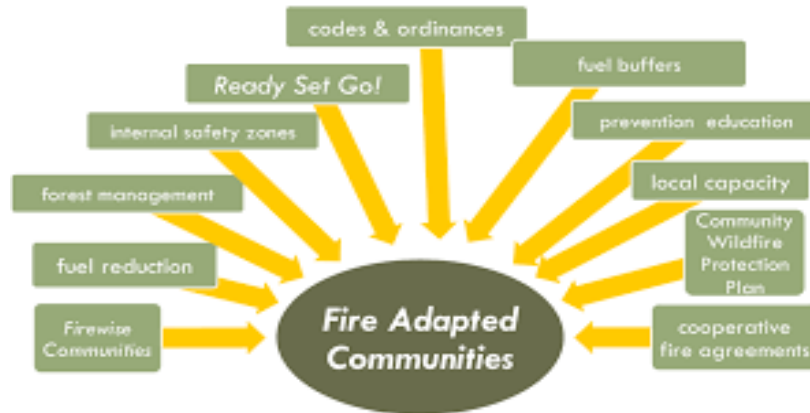 codes & ordinances
fuel buffers
Ready Set Go!
prevention education
internal safety zones
local capacity
forest management
Community
Wildfire
Protection
Plan
fuel reduction
Firewise
Communities
cooperative
fire agreements
Fire Adapted
Communities